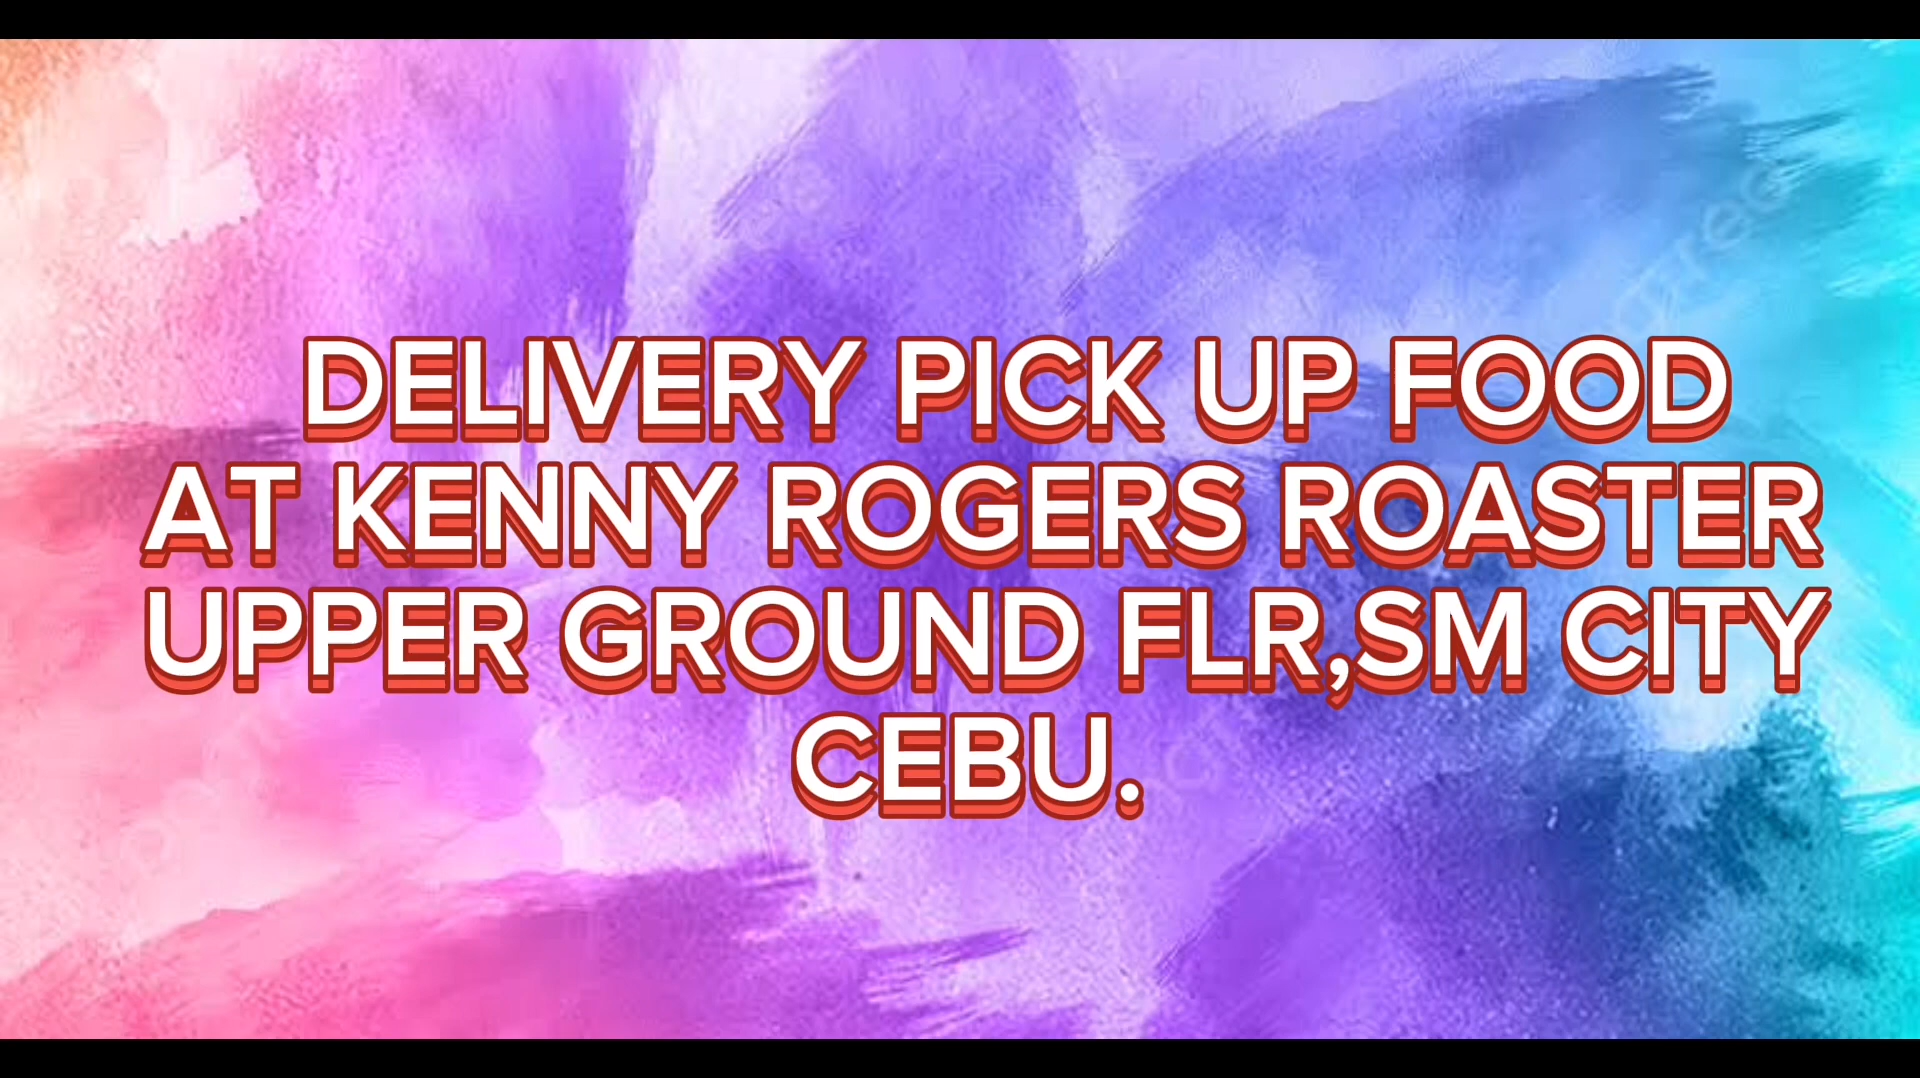 DELIVERY PICK UP FOOD
AT KENNY ROGERS ROASTER
UPPER GROUND FLR,SM CITY
CEBU.